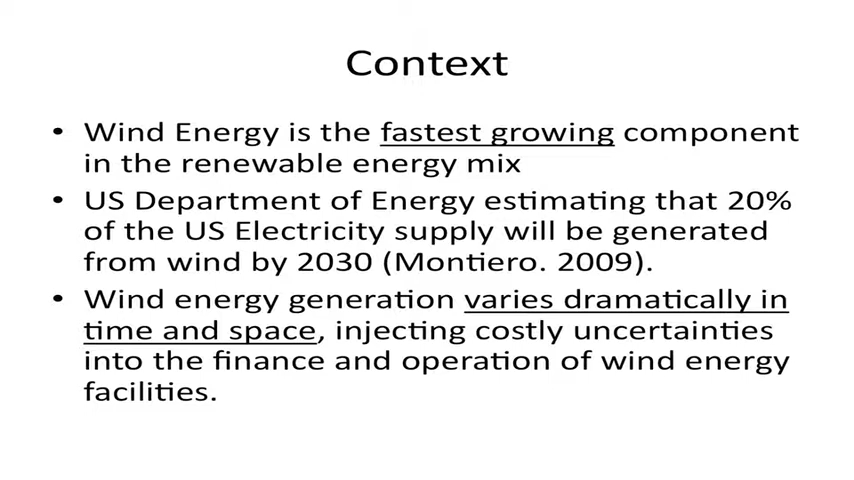 Context
• Wind Energy is the fastest growing component
in the renewable energy mix
• US Department of Energy estimating that 20%
of the US Electricity supply will be generated
from wind by 2030 (Montiero. 2009).
• Wind energy generation varies dramatically in
time and space, injecting costly uncertainties
into the finance and operation of wind energy
facilities.